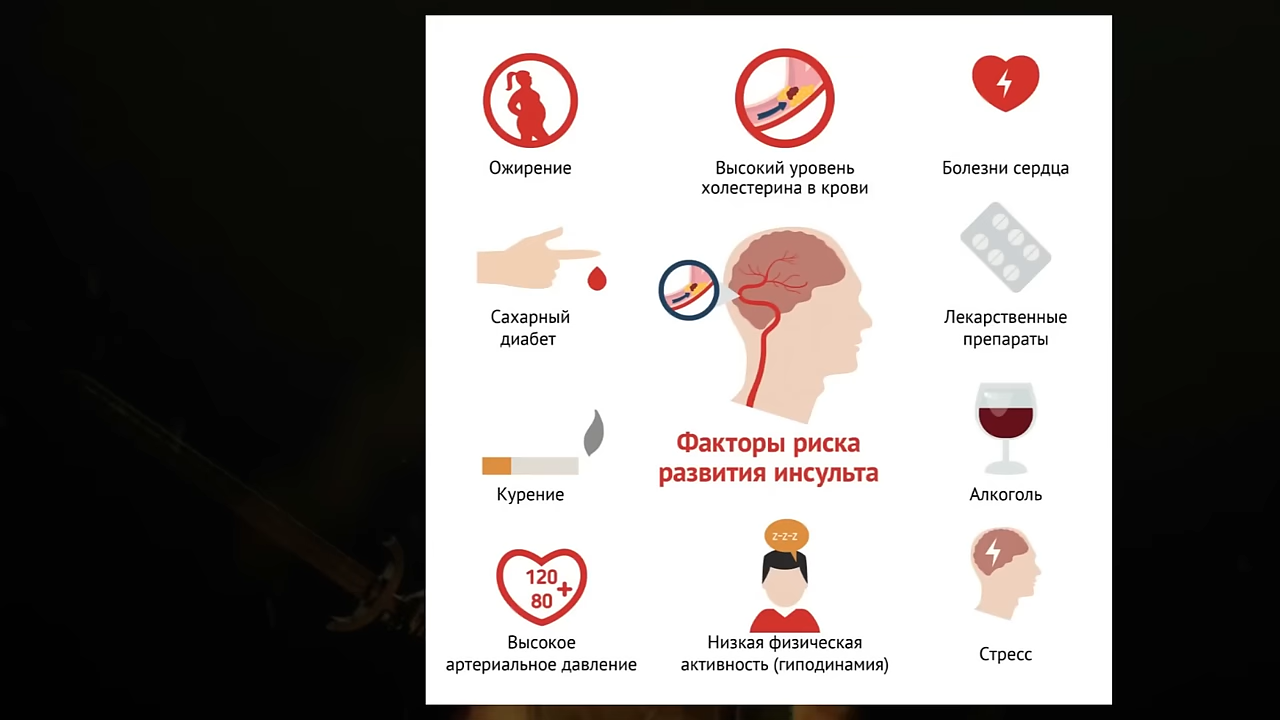 Ожирение
Высокий уровень
холестерина в крови
Болезни сердца
Сахарный
диабет
Лекарственные
препараты
Факторы риска
развития инсульта
Курение
Алкоголь
z-z-z
120
80 +
Высокое
артериальное давление
Низкая физическая
активность (гиподинамия)
Стресс